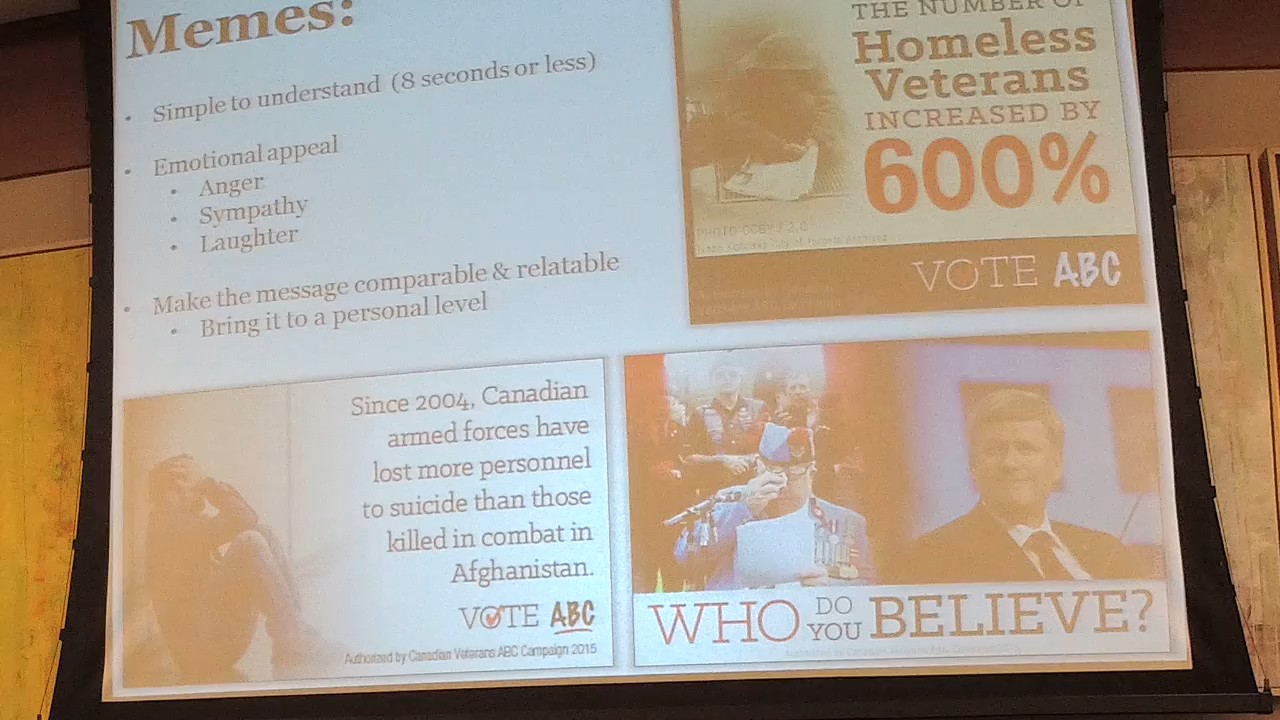 Memes:
• Simple to understand (8 seconds or less)
• Emotional appeal
• Anger
• Sympathy
• Laughter
• Make the message comparable & relatable
• Bring it to a personal level
THE NUMBER OF
Homeless
Veterans
INCREASED BY
600%
VOTE ABC
Since 2004, Canadian
armed forces have
lost more personnel
to suicide than those
killed in combat in
Afghanistan.
VOTE ABC
Authorized by Canadian Veterans ABC Campaign 2015
WHO DO YOU BELIEVE?